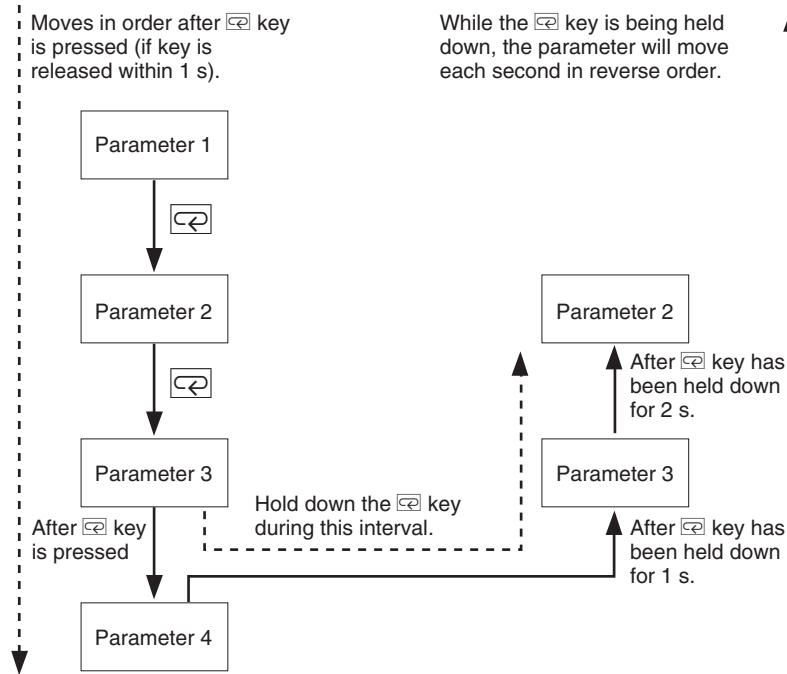 Moves in order after key
is pressed (if key is
released within 1 s).
While the key is being held
down, the parameter will move
each second in reverse order.
Parameter 1
Parameter 2
Parameter 3
After key
is pressed
Parameter 4
Hold down the key
during this interval.
Parameter 2
After key has
been held down
for 2 s.
Parameter 3
After key has
been held down
for 1 s.